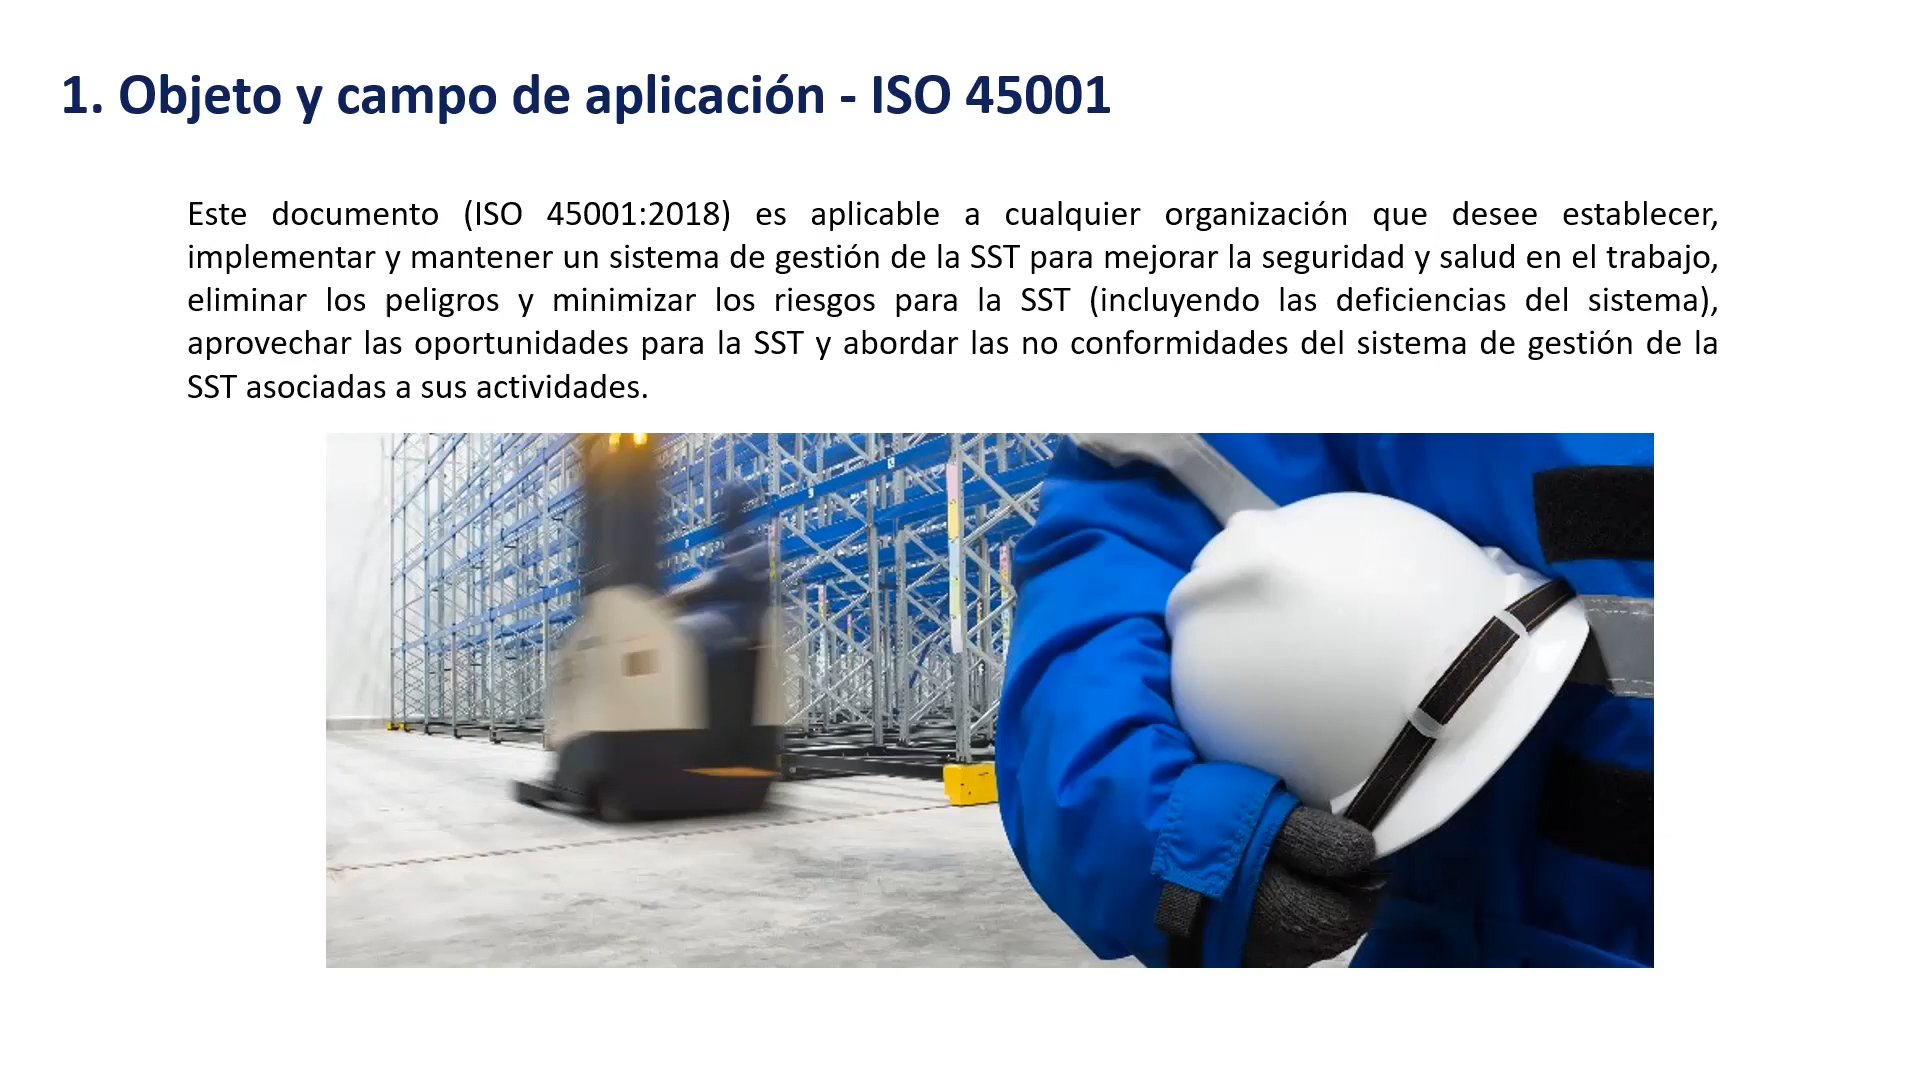 1. Objeto y campo de aplicación - ISO 45001
Este documento (ISO 45001:2018) es aplicable a cualquier organización que desee establecer,
implementar y mantener un sistema de gestión de la SST para mejorar la seguridad y salud en el trabajo,
eliminar los peligros y minimizar los riesgos para la SST (incluyendo las deficiencias del sistema),
aprovechar las oportunidades para la SST y abordar las no conformidades del sistema de gestión de la
SST asociadas a sus actividades.